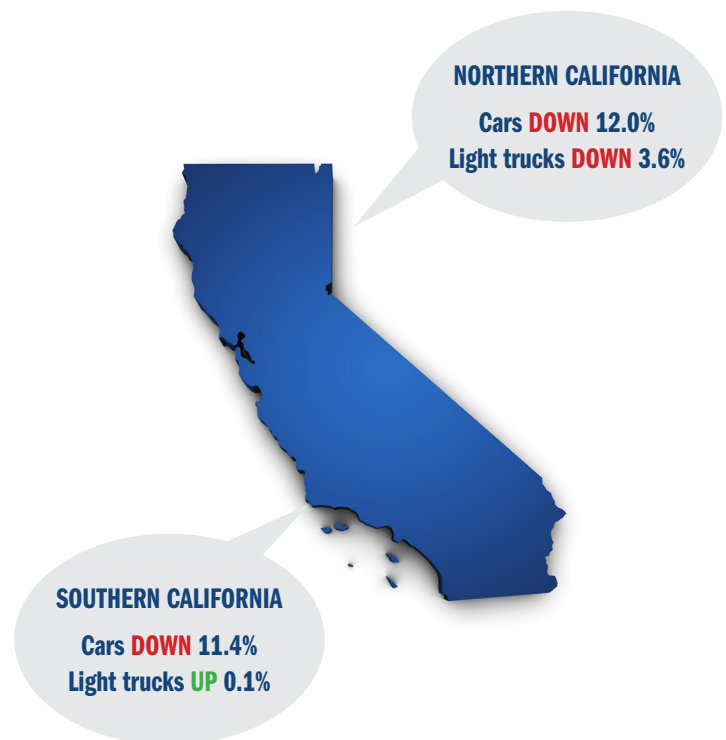 NORTHERN CALIFORNIA
Cars DOWN 12.0%
Light trucks DOWN 3.6%
SOUTHERN CALIFORNIA
Cars DOWN 11.4%
Light trucks UP 0.1%